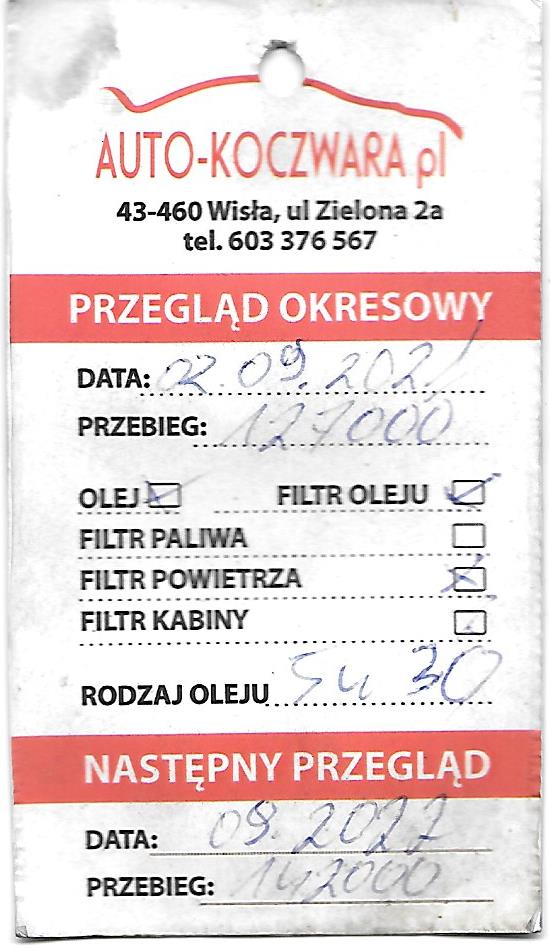 AUTO-KOCZWARA.pl
43-460 Wisła, ul Zielona 2a
tel. 603 376 567
PRZEGLĄD OKRESOWY
DATA: 02.09.2021
PRZEBIEG: 127000
OLEJ FILTR OLEJU
FILTR PALIWA
FILTR POWIETRZA
FILTR KABINY
RODZAJ OLEJU 5W 30
NASTĘPNY PRZEGLĄD
DATA: 09.2022
PRZEBIEG: 142000